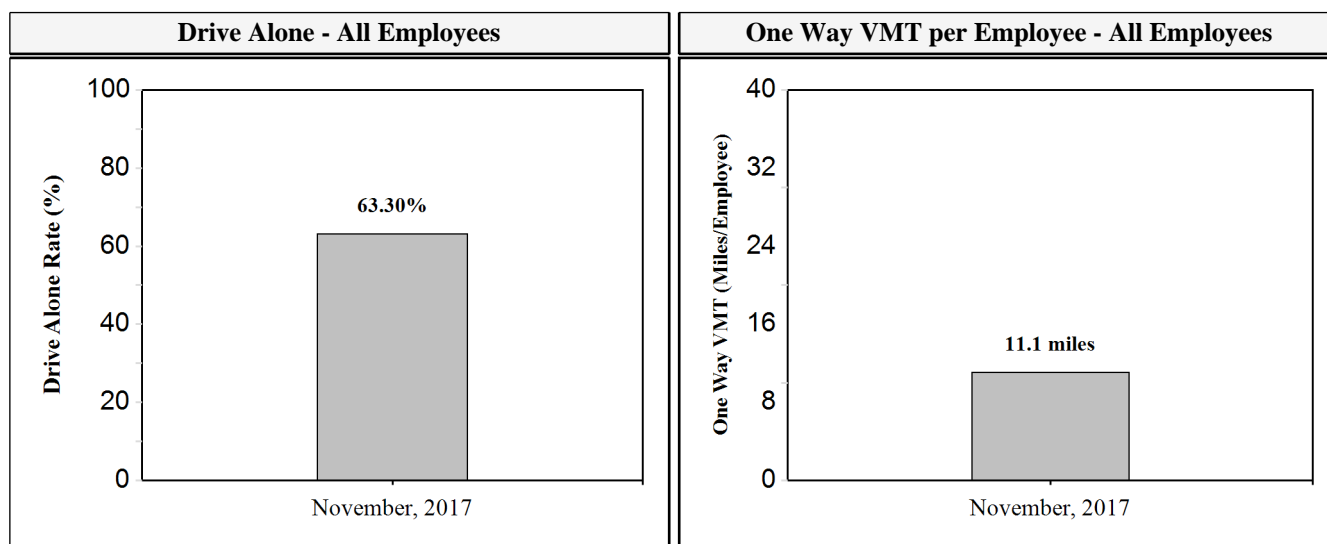 Drive Alone - All Employees
100
80
60
40
20
0
Drive Alone Rate (%)
63.30%
November, 2017
One Way VMT per Employee - All Employees
40
32
24
16
8
0
One Way VMT (Miles/Employee)
11.1 miles
November, 2017